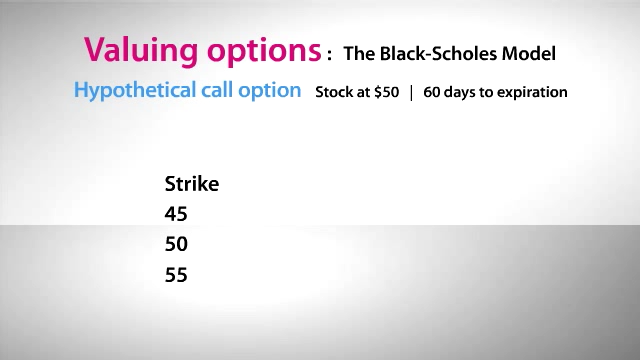 Valuing options : The Black-Scholes Model
Hypothetical call option Stock at $50 | 60 days to expiration
Strike
45
50
55